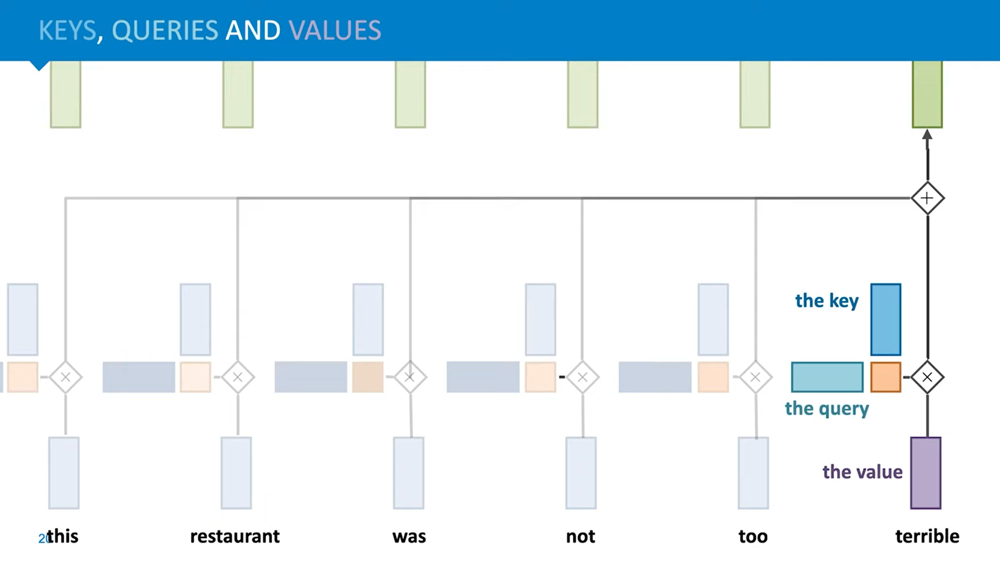 KEYS, QUERIES AND VALUES
the key
the query
the value
20
this restaurant was not too terrible